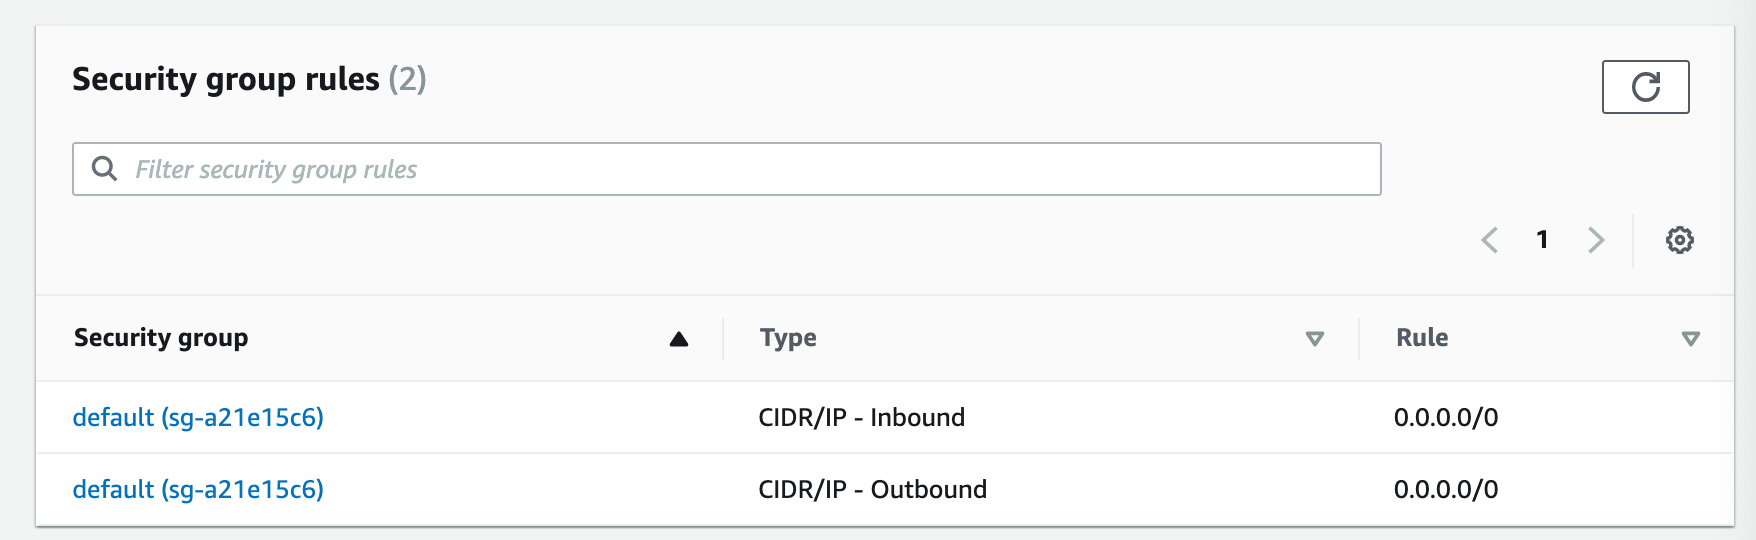 Security group rules (2)
Filter security group rules
1
Security group Type Rule
default (sg-a21e15c6) CIDR/IP - Inbound 0.0.0.0/0
default (sg-a21e15c6) CIDR/IP - Outbound 0.0.0.0/0